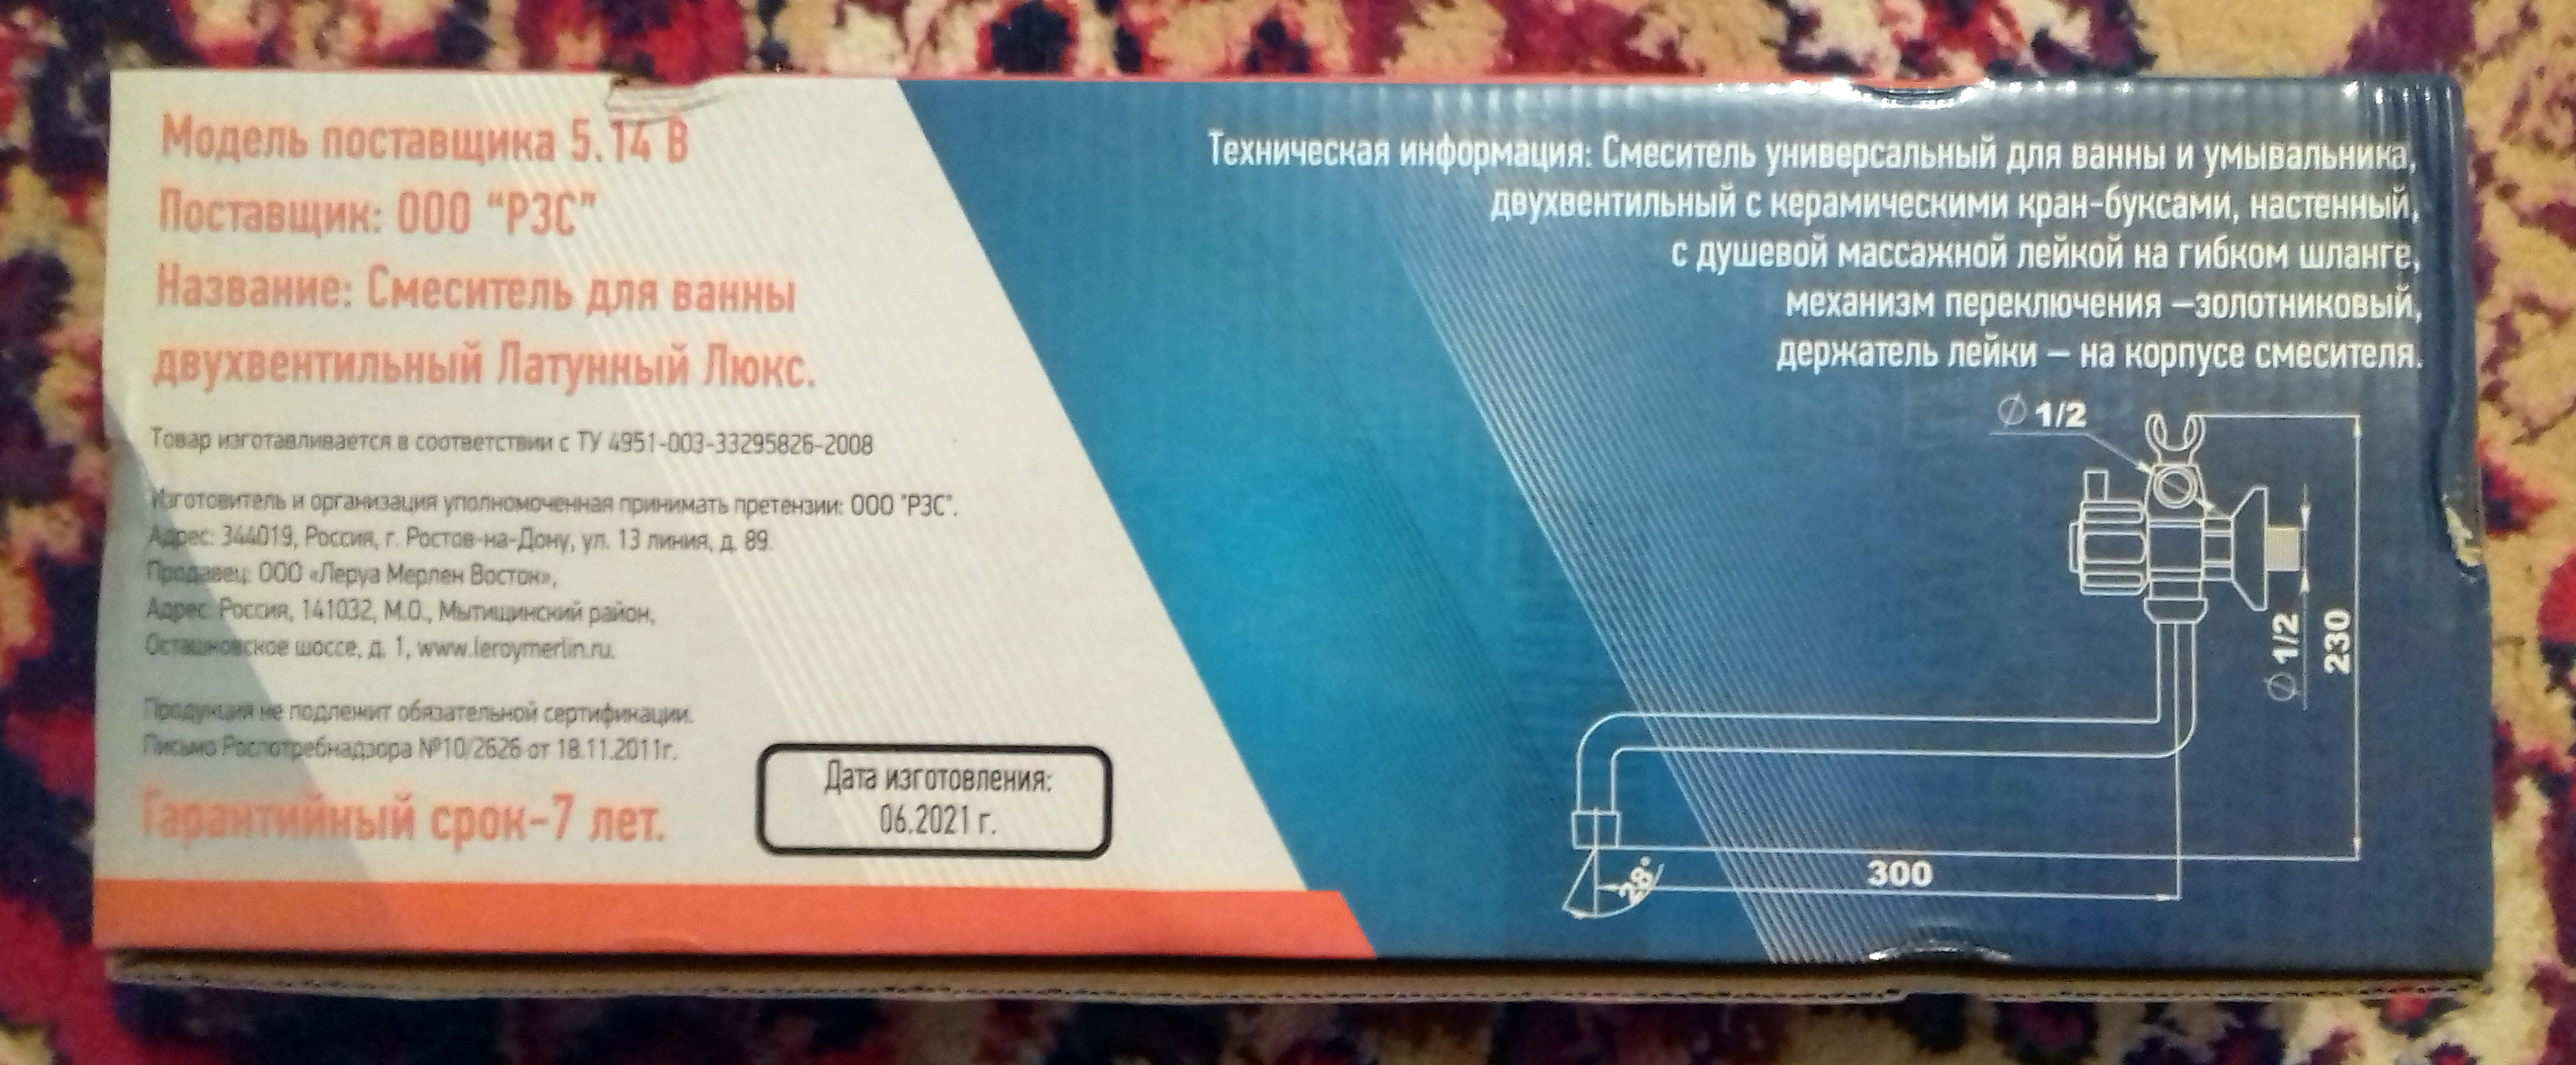 Модель поставщика 5.14 В
Поставщик: ООО “РЗС”
Название: Смеситель для ванны
двухвентильный Латунный Люкс.
Товар изготавливается в соответствии с ТУ 4951-003-33295826-2008
Изготовитель и организация уполномоченная принимать претензии: ООО "РЗС".
Адрес: 344019, Россия, г. Ростов-на-Дону, ул. 13 линия, д. 89.
Продавец: ООО «Леруа Мерлен Восток»,
Адрес: Россия, 141032, М.О., Мытищинский район,
Осташковское шоссе, д. 1, www.leroymerlin.ru.
Продукция не подлежит обязательной сертификации.
Письмо Роспотребнадзора №10/2626 от 18.11.2011г.
Гарантийный срок-7 лет.
Дата изготовления:
06.2021 г.
Техническая информация: Смеситель универсальный для ванны и умывальника,
двухвентильный с керамическими кран-буксами, настенный,
с душевой массажной лейкой на гибком шланге,
механизм переключения –золотниковый,
держатель лейки – на корпусе смесителя.
∅ 1/2
∅ 1/2
230
300
28°